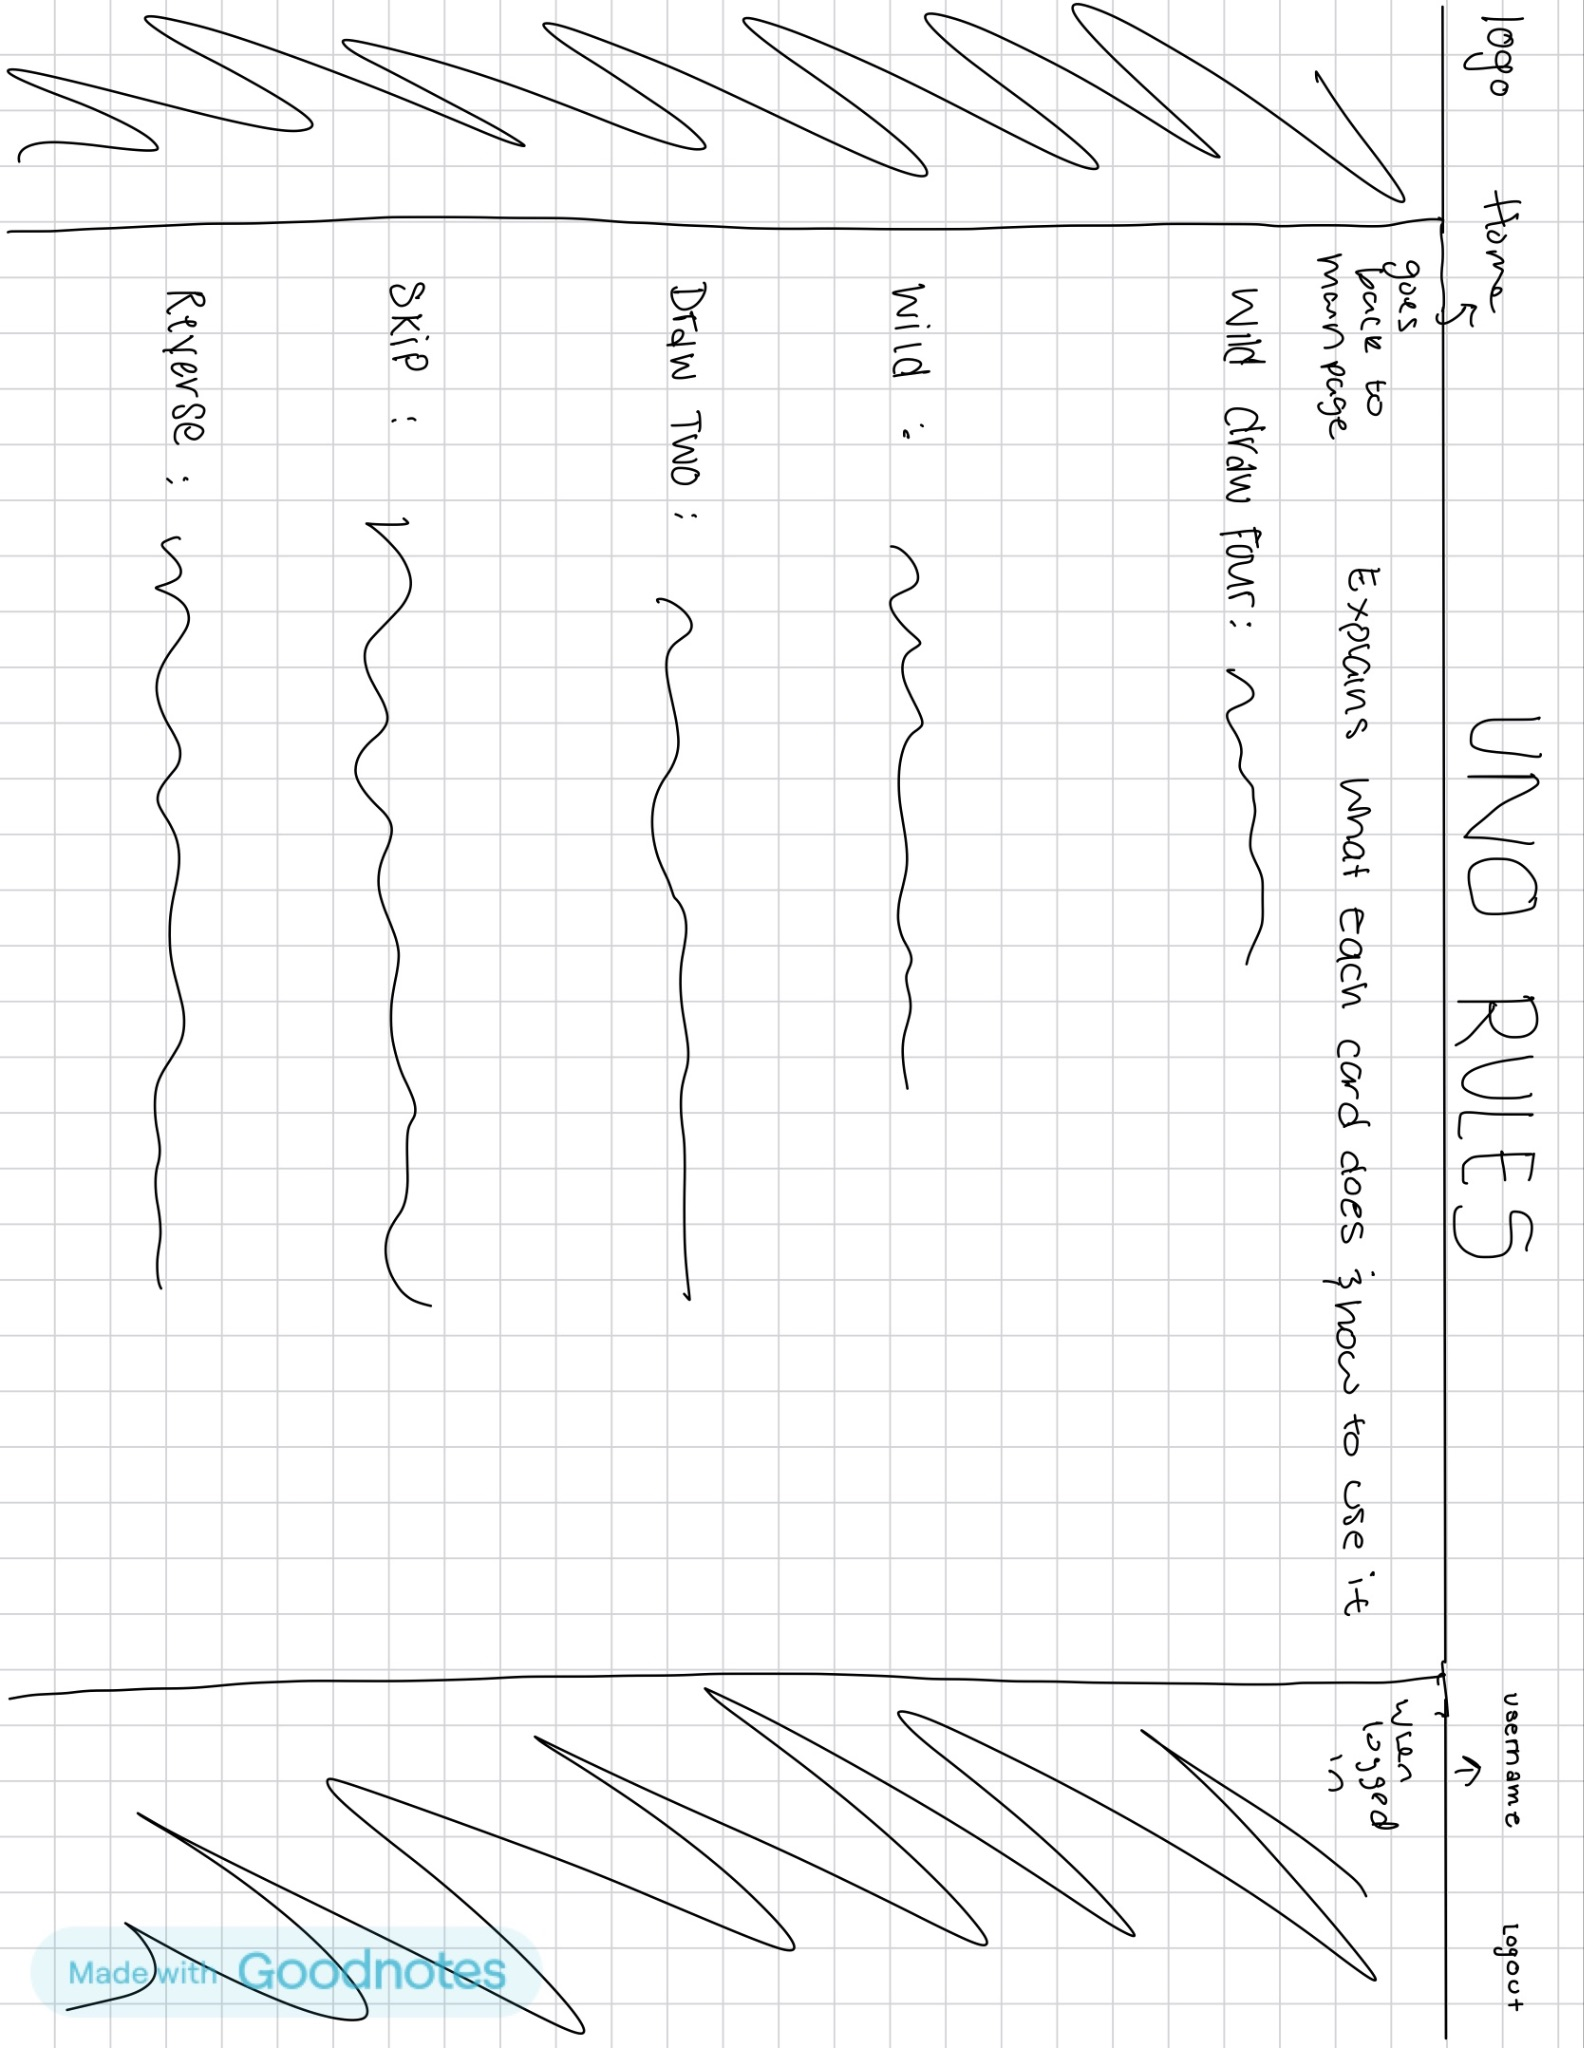 logo Home UNO RULES username Logout
goes
back to
main page
when
logged
in
Explains what each card does & how to use it
Wild draw Four:
Wild :
Draw Two :
Skip :
Reverse :
Made with Goodnotes